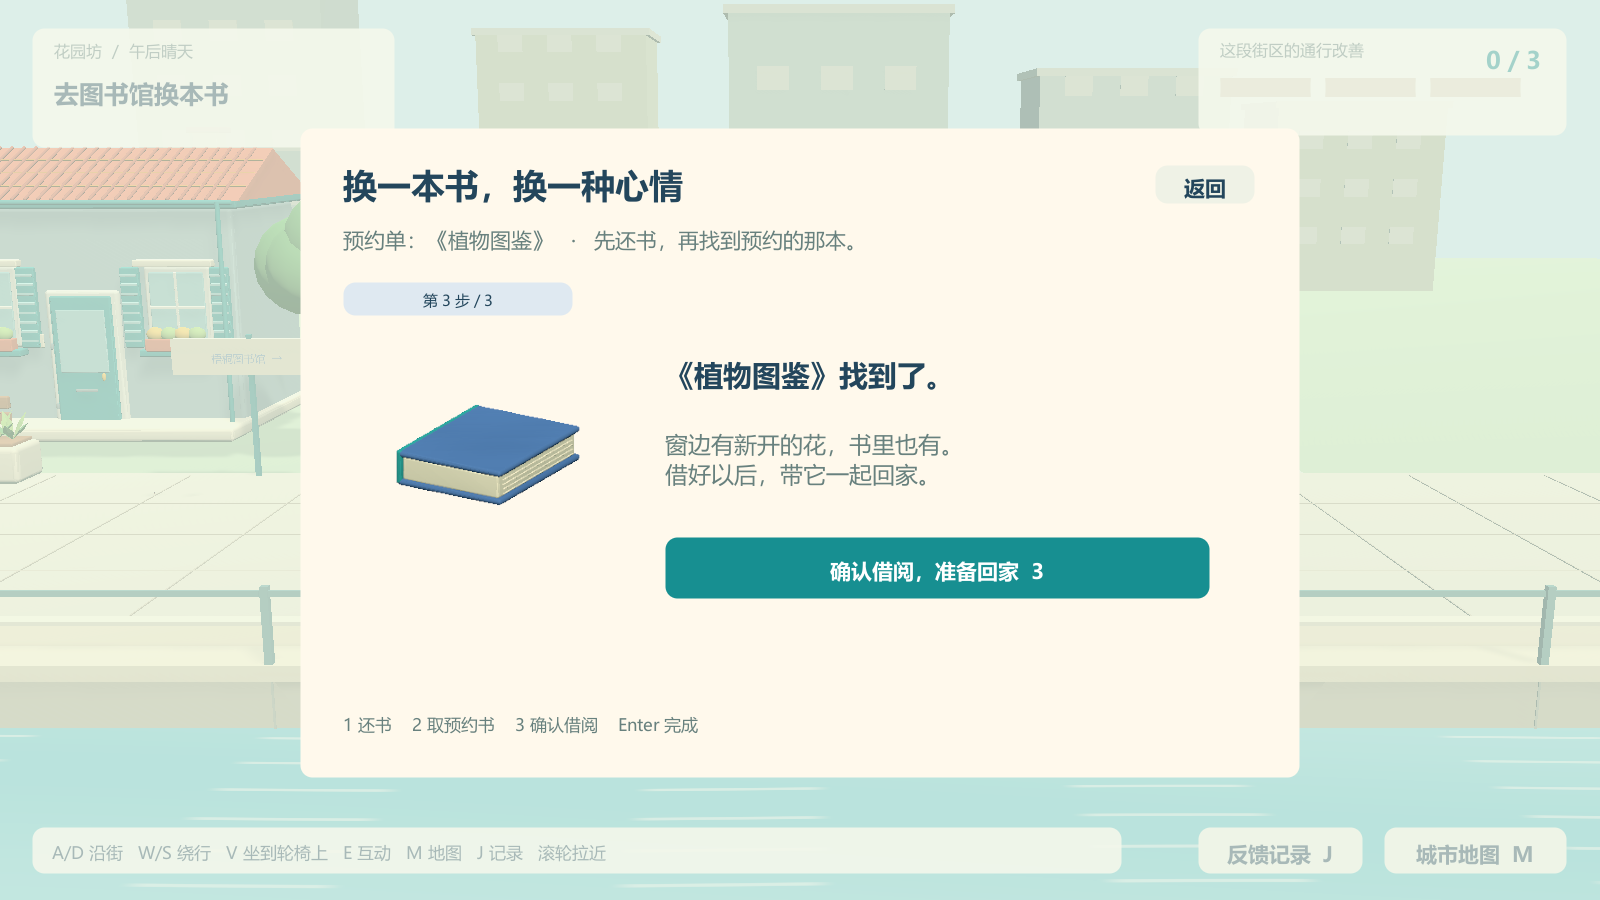 花园坊 / 午后晴天
去图书馆换本书
这段街区的通行改善
0 / 3
换一本书，换一种心情
返回
预约单：《植物图鉴》 · 先还书，再找到预约的那本。
第 3 步 / 3
《植物图鉴》找到了。
窗边有新开的花，书里也有。
借好以后，带它一起回家。
确认借阅，准备回家 3
1 还书 2 取预约书 3 确认借阅 Enter 完成
A/D 沿街 W/S 绕行 V 坐到轮椅上 E 互动 M 地图 J 记录 滚轮拉近
反馈记录 J
城市地图 M